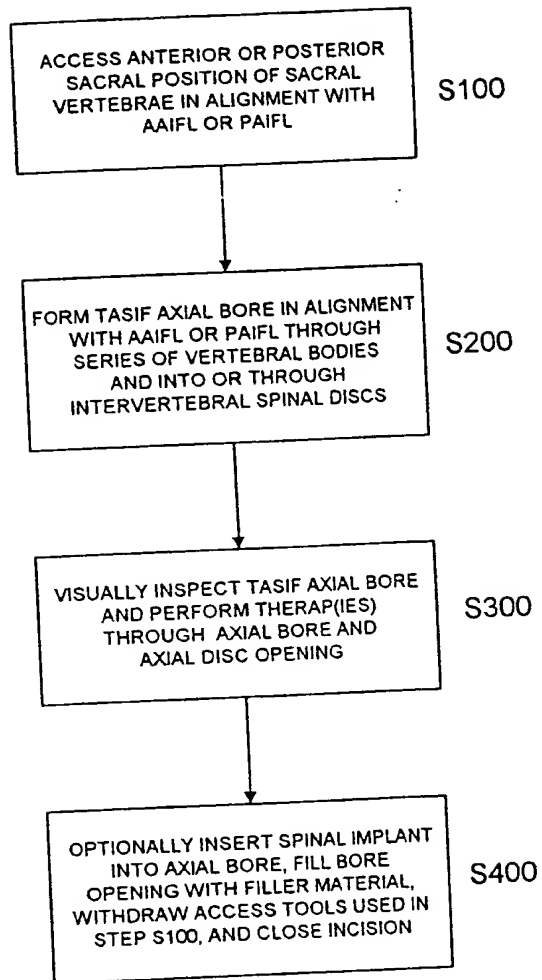 ACCESS ANTERIOR OR POSTERIOR
SACRAL POSITION OF SACRAL
VERTEBRAE IN ALIGNMENT WITH
AAIFL OR PAIFL
S100
FORM TASIF AXIAL BORE IN ALIGNMENT
WITH AAIFL OR PAIFL THROUGH
SERIES OF VERTEBRAL BODIES
AND INTO OR THROUGH
INTERVERTEBRAL SPINAL DISCS
S200
VISUALLY INSPECT TASIF AXIAL BORE
AND PERFORM THERAP(IES)
THROUGH AXIAL BORE AND
AXIAL DISC OPENING
S300
OPTIONALLY INSERT SPINAL IMPLANT
INTO AXIAL BORE, FILL BORE
OPENING WITH FILLER MATERIAL,
WITHDRAW ACCESS TOOLS USED IN
STEP S100, AND CLOSE INCISION
S400